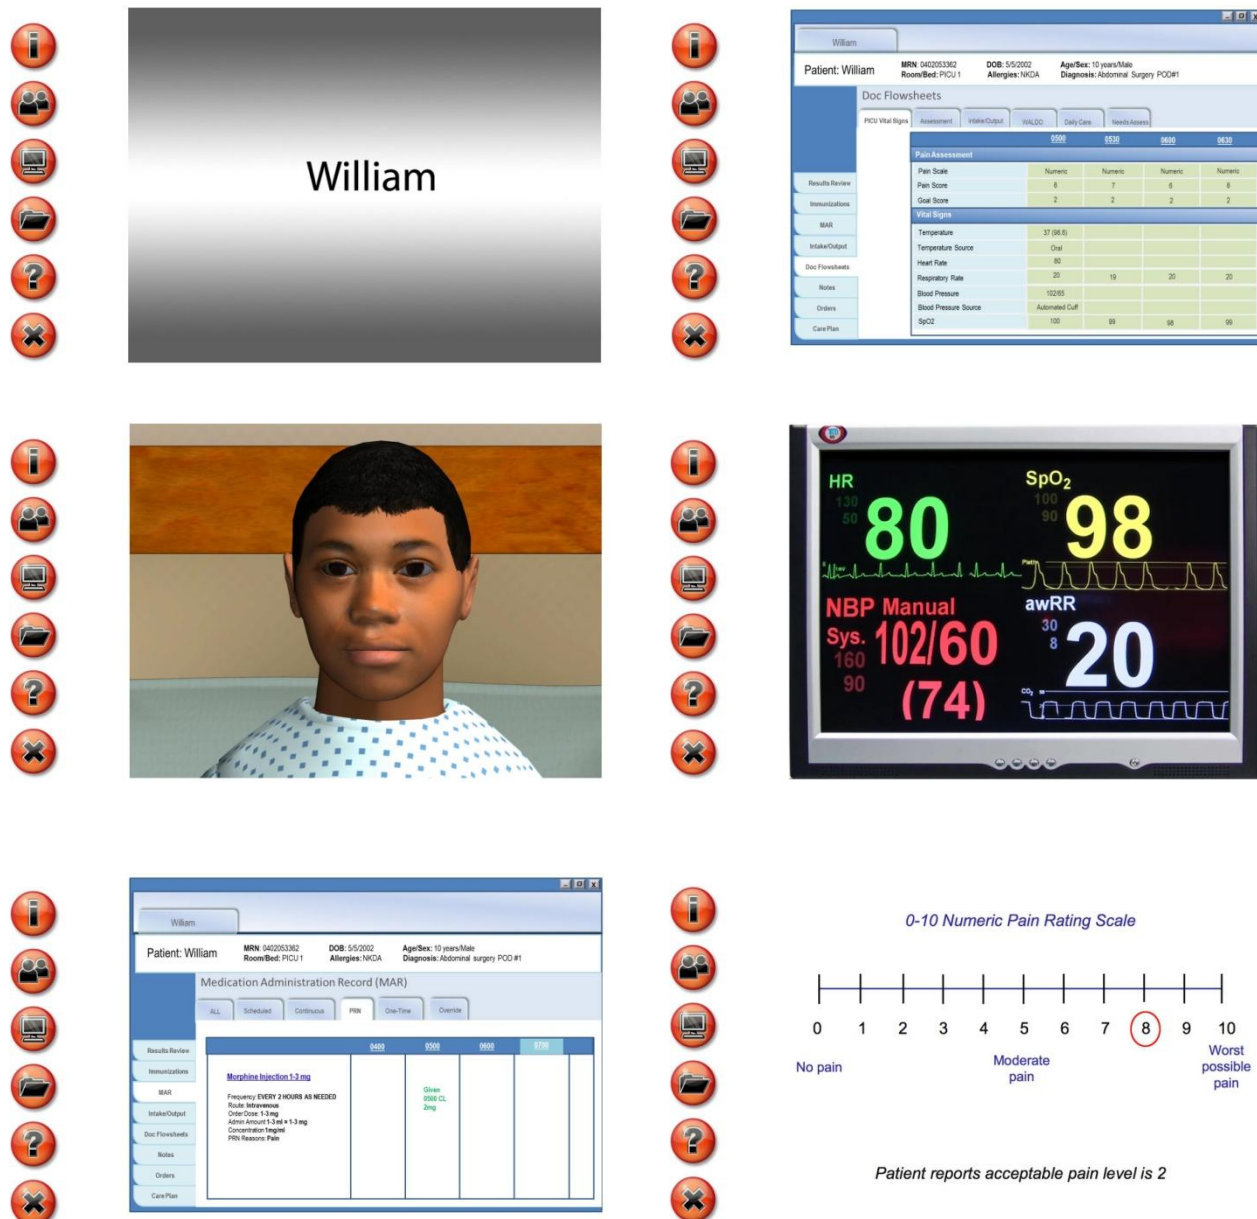 William
William
Patient: William
MRN: 0402053362 DOB: 5/5/2002 Age/Sex: 10 years/Male
Room/Bed: PICU 1 Allergies: NKDA Diagnosis: Abdominal Surgery POD#1
Doc Flowsheets
PICU Vital Signs Assessment Intake/Output WALDO Daily Care Needs Assess
0500 0530 0600 0630
Pain Assessment
Pain Scale Numeric Numeric Numeric Numeric
Pain Score 8 7 6 8
Goal Score 2 2 2 2
Vital Signs
Temperature 37 (98.6)
Temperature Source Oral
Heart Rate 80
Respiratory Rate 20 19 20 20
Blood Pressure 102/65
Blood Pressure Source Automated Cuff
SpO2 100 99 98 99
Results Review
Immunizations
MAR
Intake/Output
Doc Flowsheets
Notes
Orders
Care Plan
HR
130
50
80
SpO2
100
90
98
NBP Manual
Sys.
160
90
102/60
(74)
awRR
30
8
20
William
Patient: William
MRN: 0402053362 DOB: 5/5/2002 Age/Sex: 10 years/Male
Room/Bed: PICU 1 Allergies: NKDA Diagnosis: Abdominal surgery POD #1
Medication Administration Record (MAR)
ALL Scheduled Continuous PRN One-Time Override
0400 0500 0600 0700
Morphine Injection 1-3 mg
Frequency: EVERY 2 HOURS AS NEEDED
Route: Intravenous
Order Dose: 1-3 mg
Admin Amount 1-3 ml = 1-3 mg
Concentration 1mg/ml
PRN Reasons: Pain
Given
0500 CL
2mg
Results Review
Immunizations
MAR
Intake/Output
Doc Flowsheets
Notes
Orders
Care Plan
0-10 Numeric Pain Rating Scale
0 1 2 3 4 5 6 7 8 9 10
No pain
Moderate
pain
Worst
possible
pain
Patient reports acceptable pain level is 2